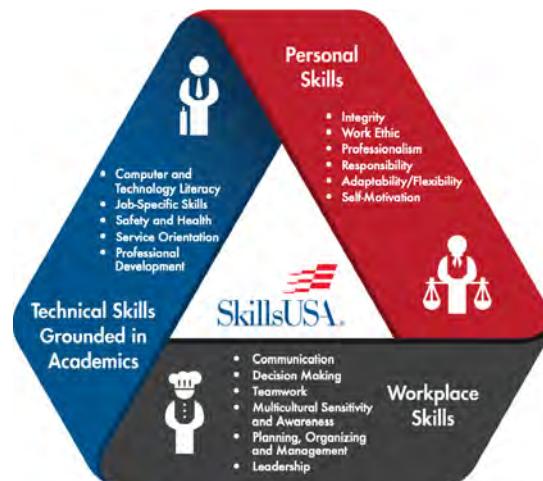 Personal
Skills
• Integrity
• Work Ethic
• Professionalism
• Responsibility
• Adaptability/Flexibility
• Self-Motivation
• Computer and
Technology Literacy
• Job-Specific Skills
• Safety and Health
• Service Orientation
• Professional
Development
Technical Skills
Grounded in
Academics
SkillsUSA®
• Communication
• Decision Making
• Teamwork
• Multicultural Sensitivity
and Awareness
• Planning, Organizing
and Management
• Leadership
Workplace
Skills